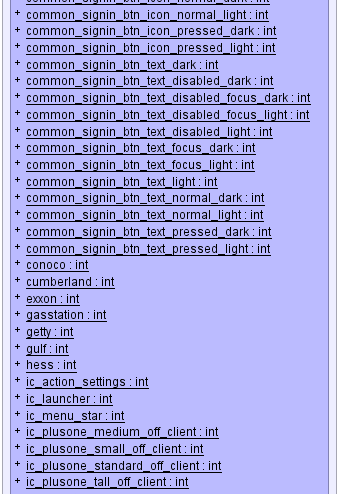 common_signin_btn_icon_normal_dark : int
+ common_signin_btn_icon_normal_light : int
+ common_signin_btn_icon_pressed_dark : int
+ common_signin_btn_icon_pressed_light : int
+ common_signin_btn_text_dark : int
+ common_signin_btn_text_disabled_dark : int
+ common_signin_btn_text_disabled_focus_dark : int
+ common_signin_btn_text_disabled_focus_light : int
+ common_signin_btn_text_disabled_light : int
+ common_signin_btn_text_focus_dark : int
+ common_signin_btn_text_focus_light : int
+ common_signin_btn_text_light : int
+ common_signin_btn_text_normal_dark : int
+ common_signin_btn_text_normal_light : int
+ common_signin_btn_text_pressed_dark : int
+ common_signin_btn_text_pressed_light : int
+ conoco : int
+ cumberland : int
+ exxon : int
+ gasstation : int
+ getty : int
+ gulf : int
+ hess : int
+ ic_action_settings : int
+ ic_launcher : int
+ ic_menu_star : int
+ ic_plusone_medium_off_client : int
+ ic_plusone_small_off_client : int
+ ic_plusone_standard_off_client : int
+ ic_plusone_tall_off_client : int